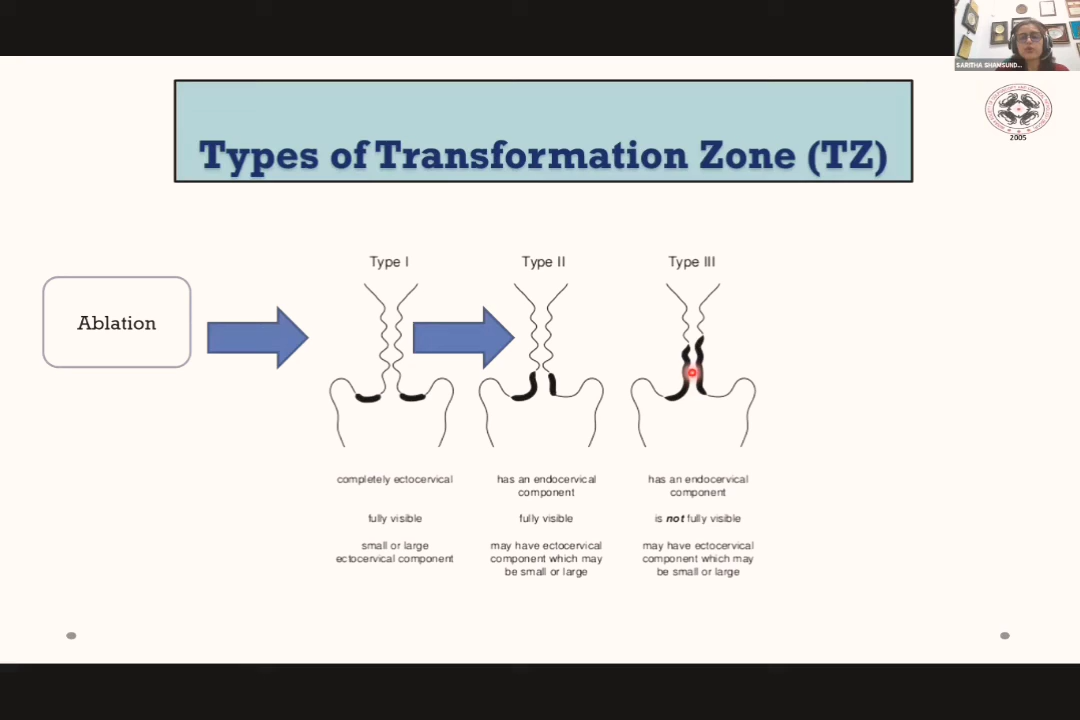 SARITHA SHAMSUND...
2005
Types of Transformation Zone (TZ)
Ablation
Type I
Type II
Type III
completely ectocervical
fully visible
small or large
ectocervical component
has an endocervical
component
fully visible
may have ectocervical
component which may
be small or large
has an endocervical
component
is not fully visible
may have ectocervical
component which may
be small or large